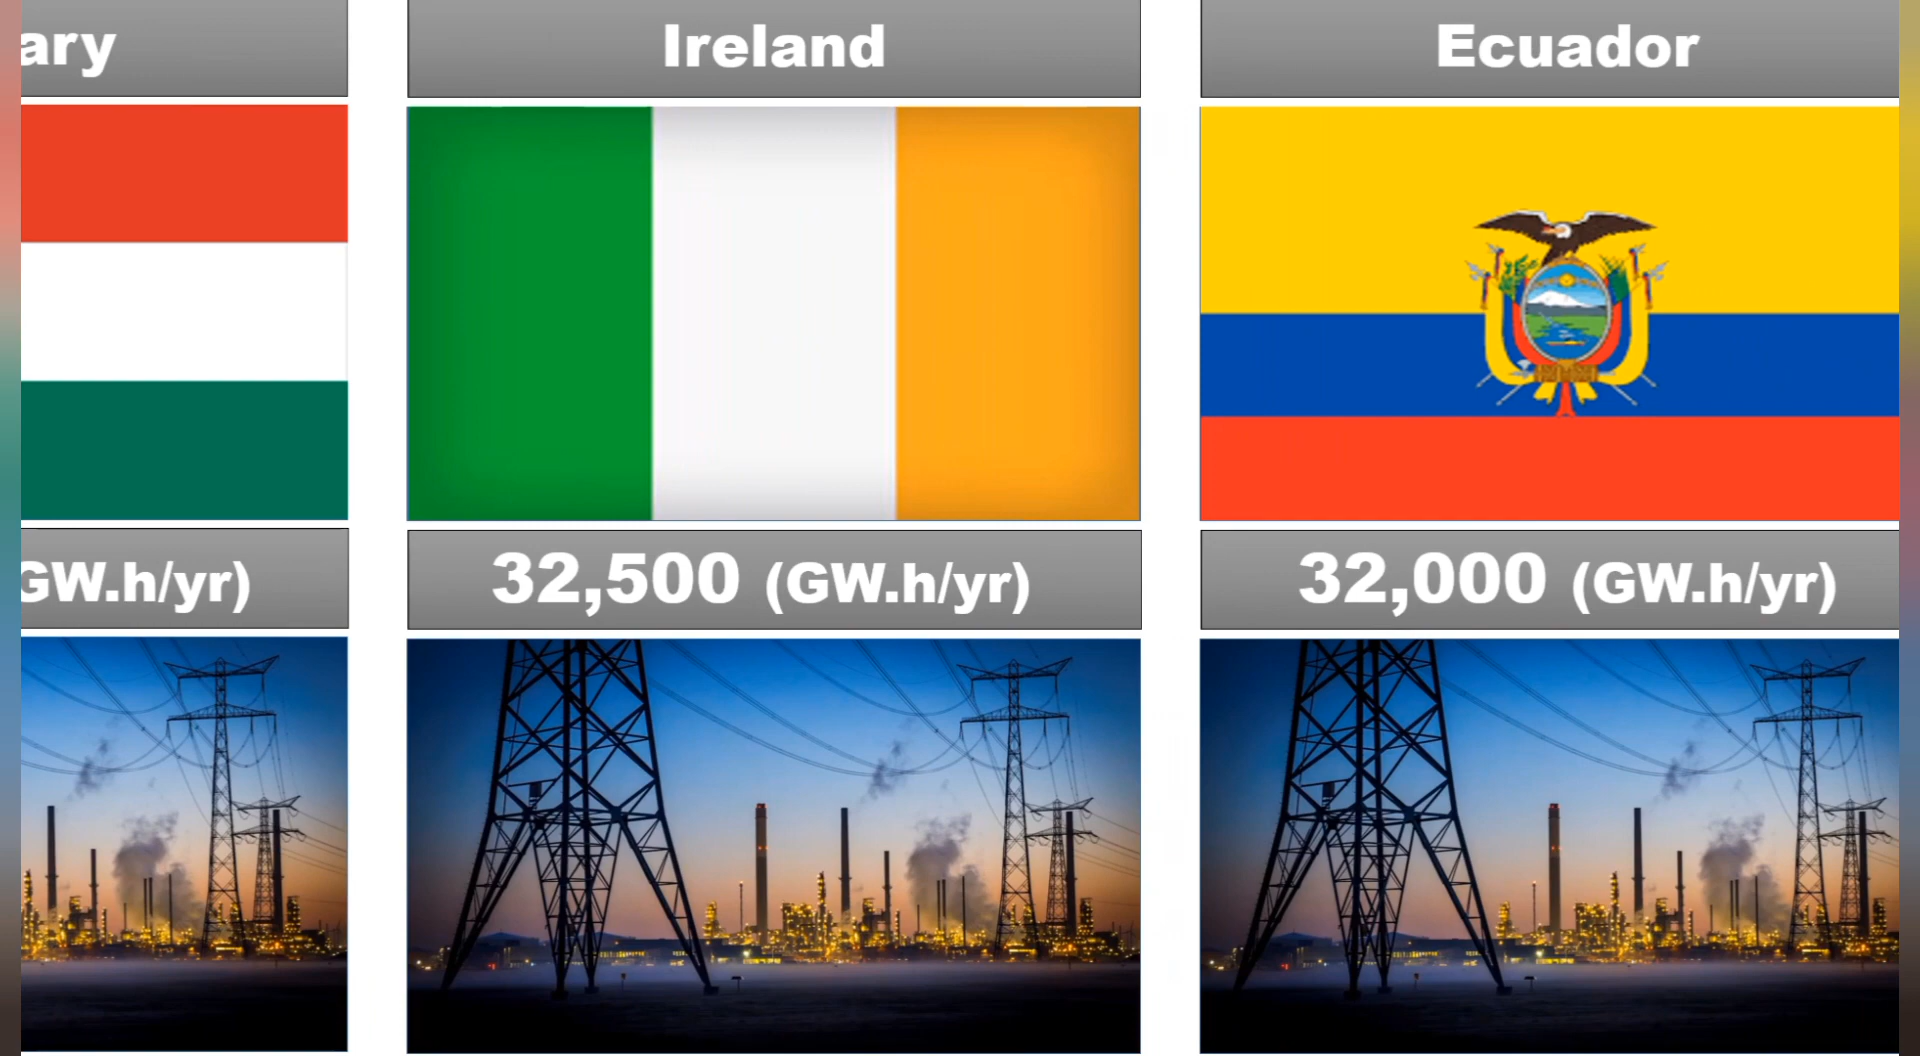 ary
Ireland
Ecuador
GW.h/yr)
32,500 (GW.h/yr)
32,000 (GW.h/yr)